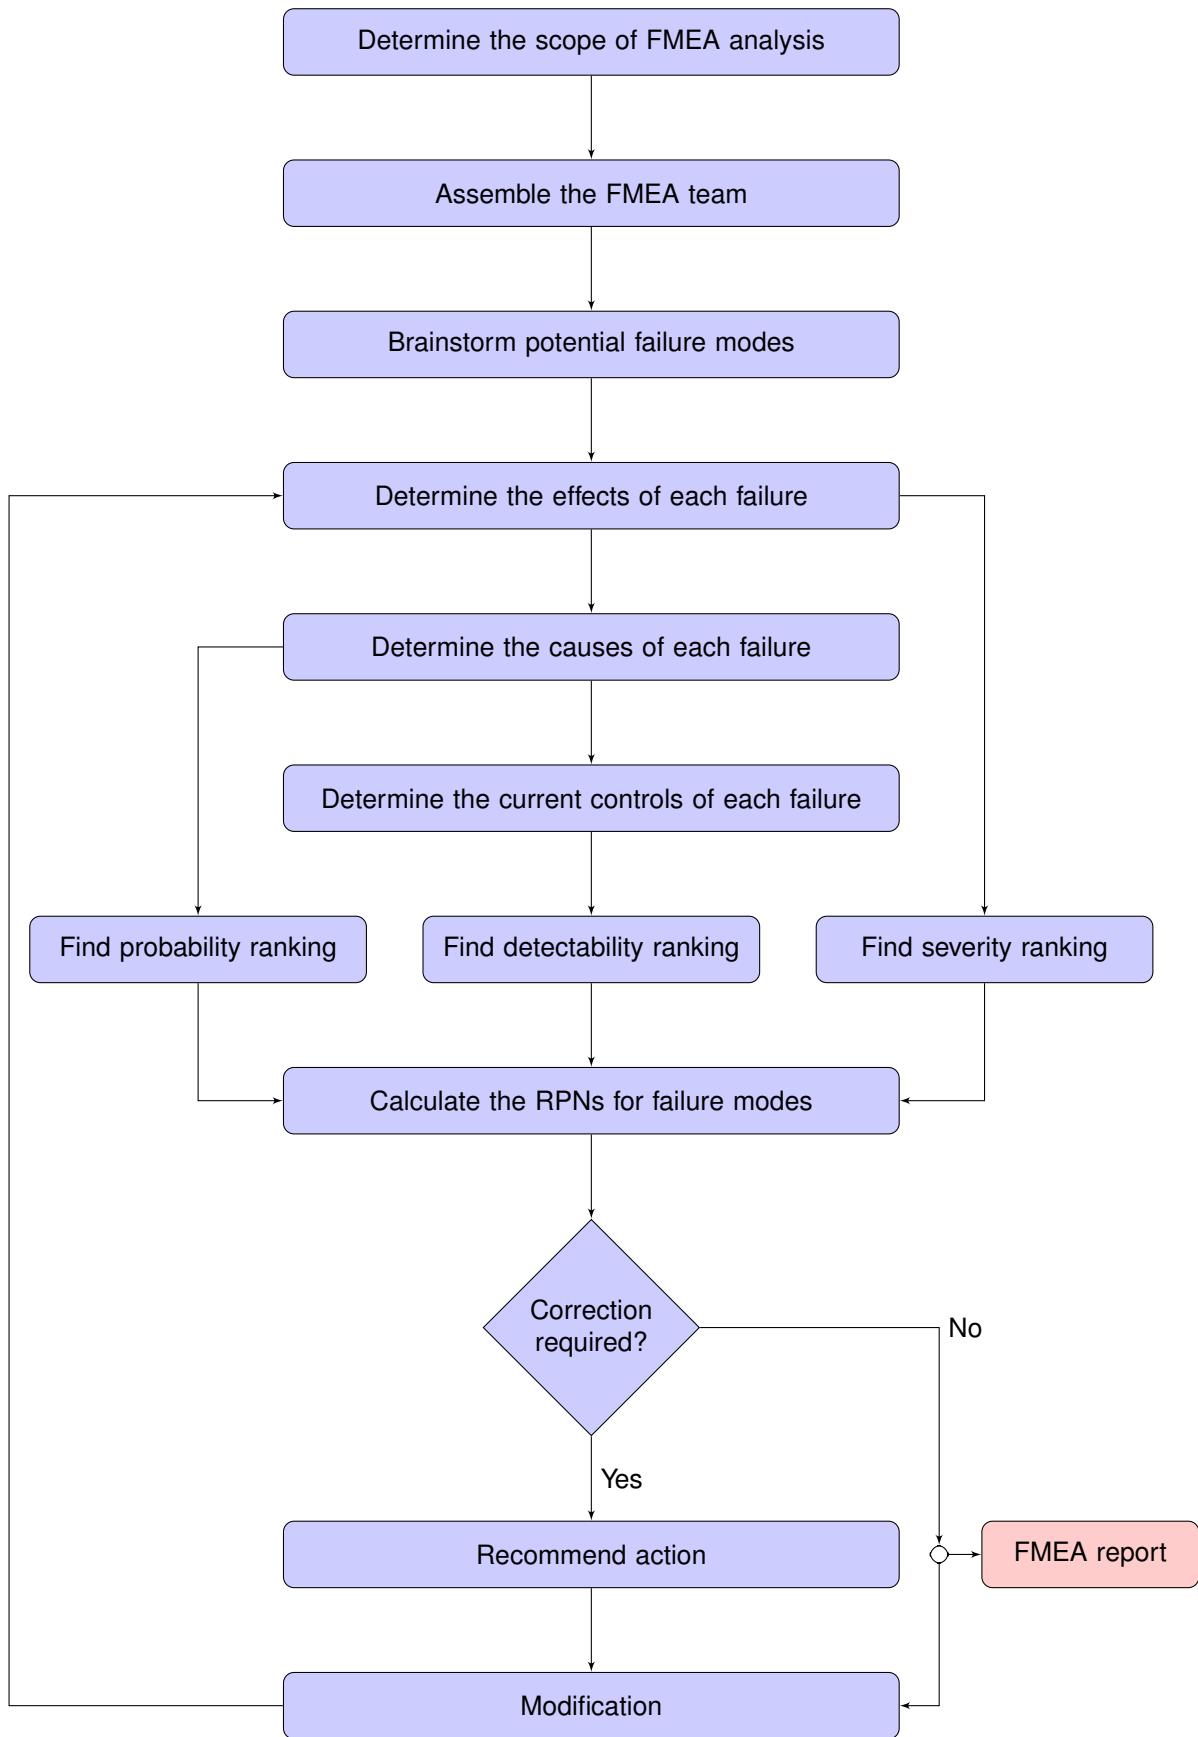 Determine the scope of FMEA analysis
Assemble the FMEA team
Brainstorm potential failure modes
Determine the effects of each failure
Determine the causes of each failure
Determine the current controls of each failure
Find probability ranking
Find detectability ranking
Find severity ranking
Calculate the RPNs for failure modes
Correction
required?
No
Yes
Recommend action
FMEA report
Modification